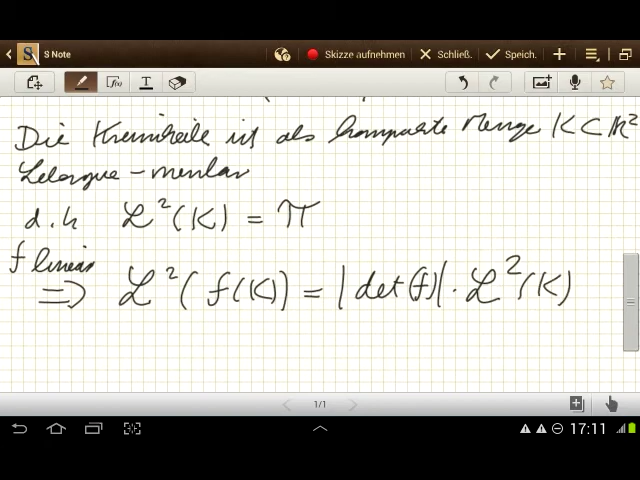 S Note
Skizze aufnehmen
Schließ.
Speich.
f(x)
T
Die Kreisscheibe ist als kompakte Menge K ⊂ ℝ²
Lebesgue-messbar
d.h ℒ²(K) = π
f linear
⇒ ℒ²(f(K)) = |det(f)| · ℒ²(K)
1/1
17:11